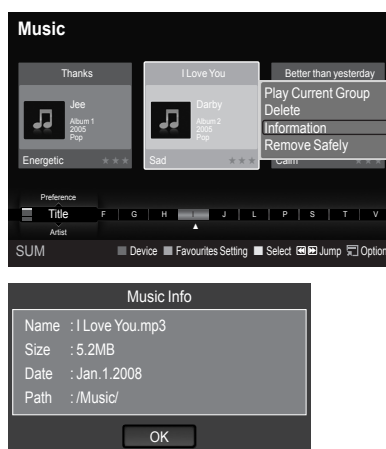 Music
Thanks
I Love You
Better than yesterday
Jee
Album 1
2005
Pop
Darby
Album 2
2005
Pop
Play Current Group
Delete
Information
Remove Safely
Energetic
Sad
Calm
Preference
Title F G H I J L P S T V
Artist
SUM Device Favourites Setting Select Jump Option
Music Info
Name : I Love You.mp3
Size : 5.2MB
Date : Jan.1.2008
Path : /Music/
OK